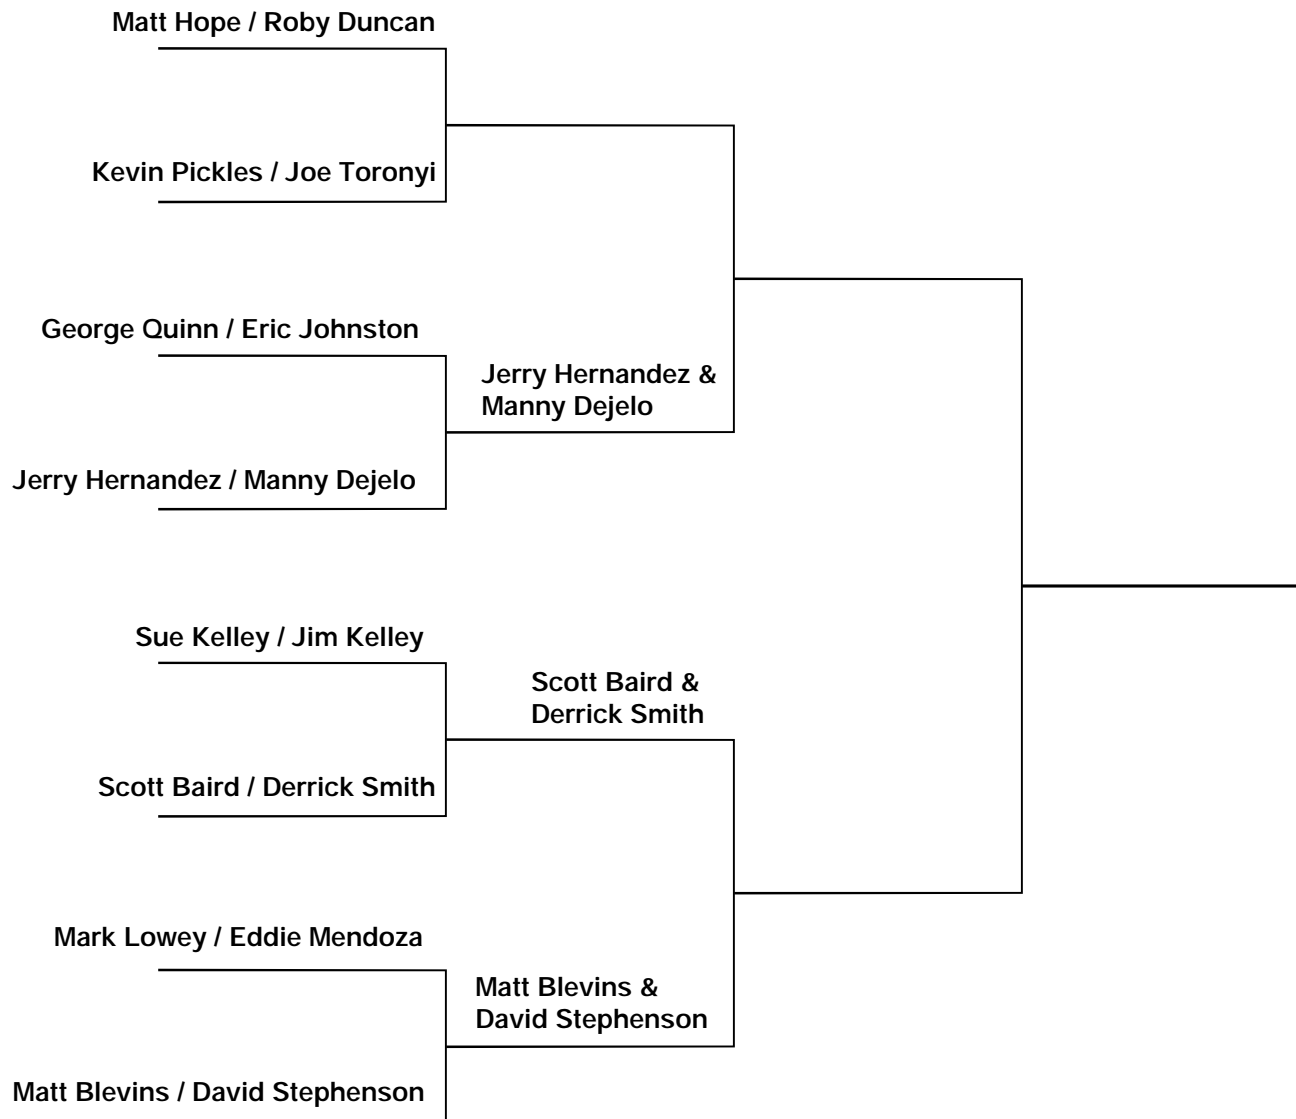 Matt Hope / Roby Duncan
Kevin Pickles / Joe Toronyi
George Quinn / Eric Johnston
Jerry Hernandez &
Manny Dejelo
Jerry Hernandez / Manny Dejelo
Sue Kelley / Jim Kelley
Scott Baird &
Derrick Smith
Scott Baird / Derrick Smith
Mark Lowey / Eddie Mendoza
Matt Blevins &
David Stephenson
Matt Blevins / David Stephenson